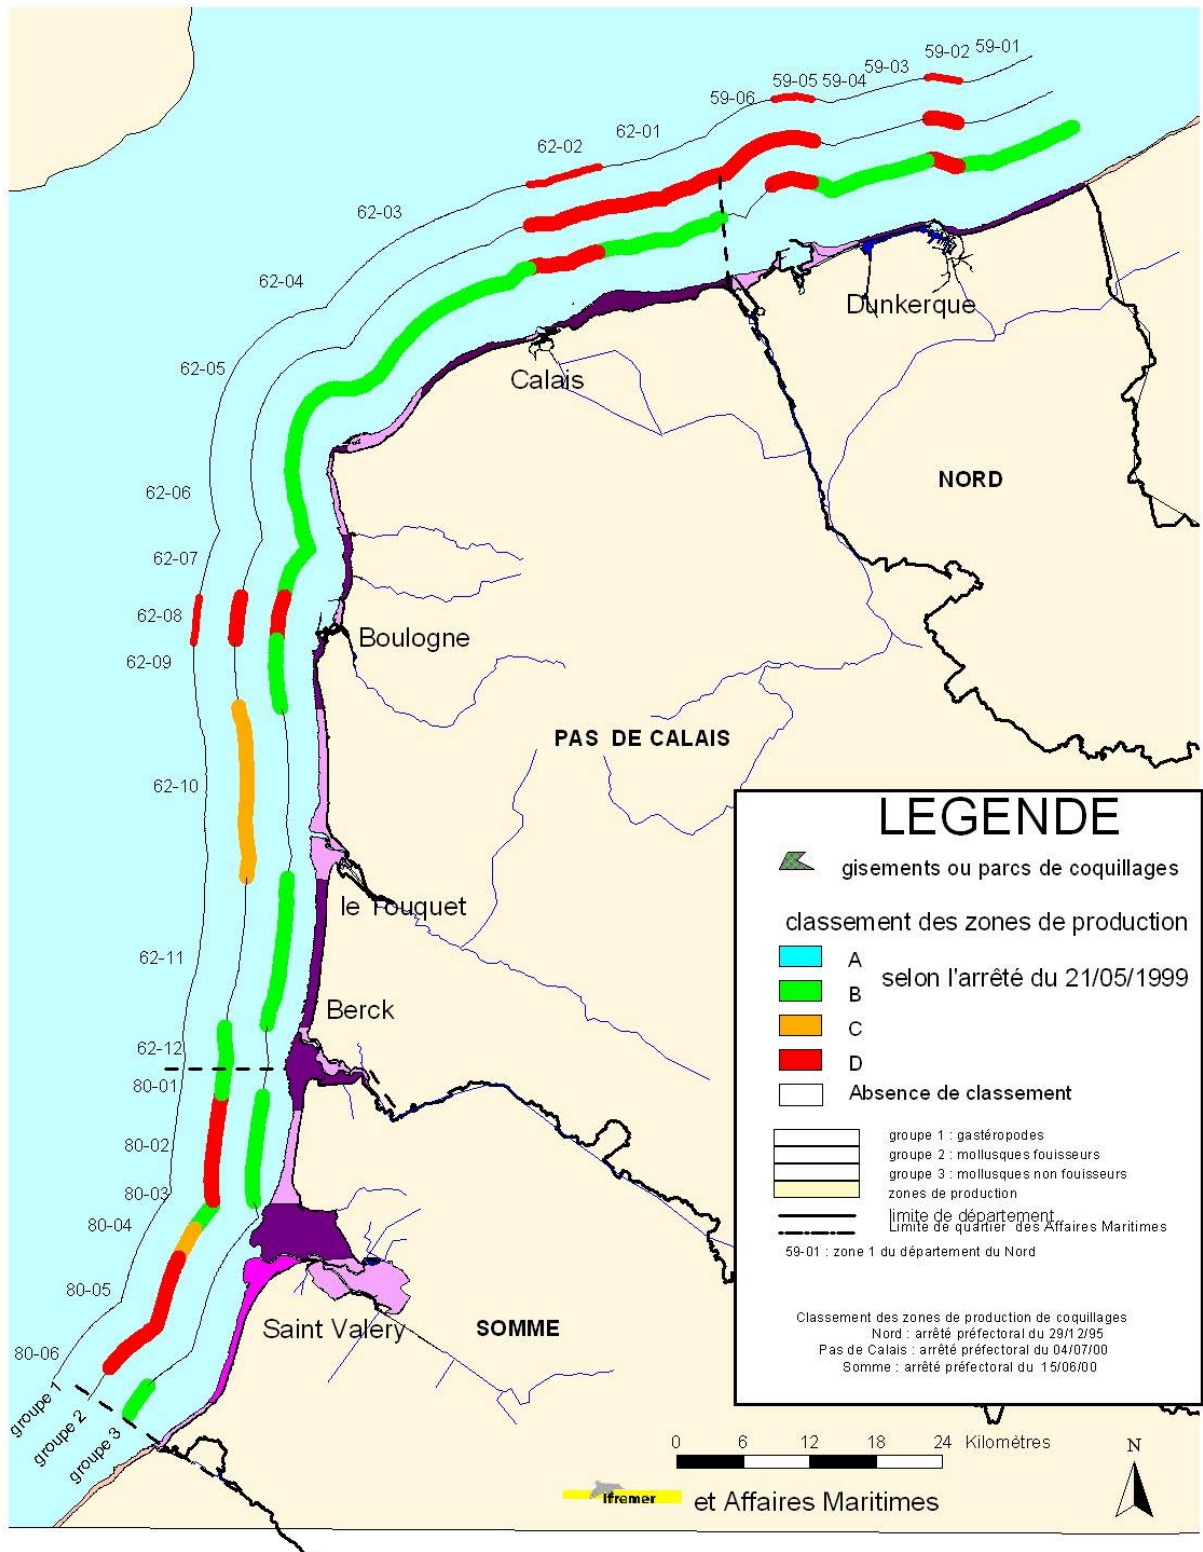 59-01
59-02
59-03
59-04
59-05
59-06
62-01
62-02
62-03
62-04
62-05
62-06
62-07
62-08
62-09
62-10
62-11
62-12
80-01
80-02
80-03
80-04
80-05
80-06
groupe 1
groupe 2
groupe 3
Dunkerque
Calais
NORD
Boulogne
PAS DE CALAIS
le Touquet
Berck
Saint Valery
SOMME
LEGENDE
gisements ou parcs de coquillages
classement des zones de production
selon l'arrêté du 21/05/1999
A
B
C
D
Absence de classement
groupe 1 : gastéropodes
groupe 2 : mollusques fouisseurs
groupe 3 : mollusques non fouisseurs
zones de production
limite de département
Limite de quartier des Affaires Maritimes
59-01 : zone 1 du département du Nord
Classement des zones de production de coquillages
Nord : arrêté préfectoral du 29/12/95
Pas de Calais : arrêté préfectoral du 04/07/00
Somme : arrêté préfectoral du 15/06/00
0 6 12 18 24 Kilomètres
N
Ifremer et Affaires Maritimes